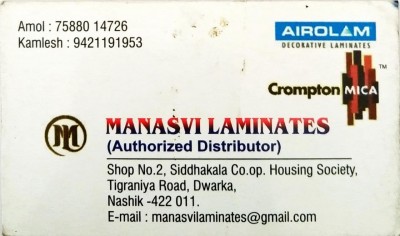 Amol : 75880 14726
Kamlesh : 9421191953
AIROLAM
DECORATIVE LAMINATES
Crompton MICA TM
M MANASVI LAMINATES
(Authorized Distributor)
Shop No.2, Siddhakala Co.op. Housing Society,
Tigraniya Road, Dwarka,
Nashik -422 011.
E-mail : manasvilaminates@gmail.com